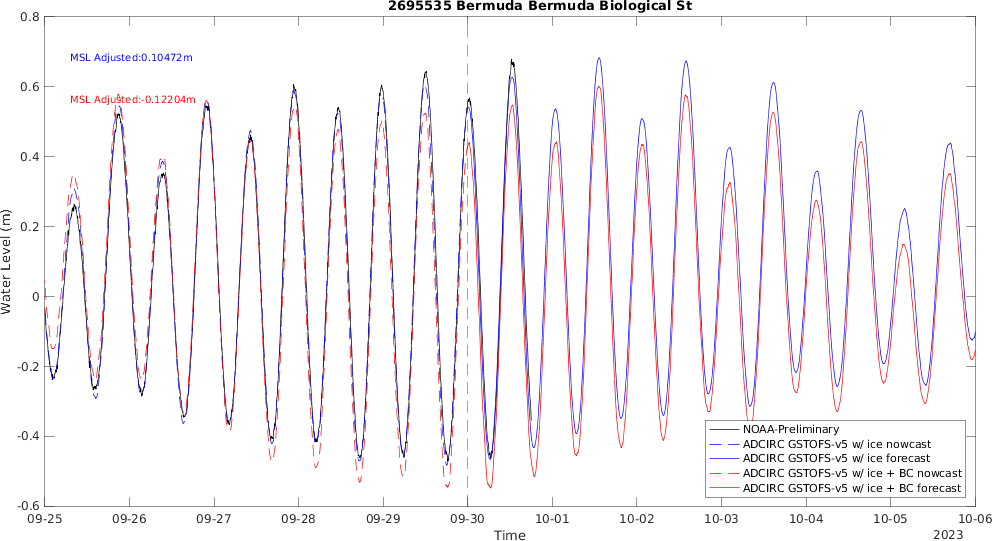 2695535 Bermuda Bermuda Biological St
0.8
MSL Adjusted:0.10472m
0.6
MSL Adjusted:-0.12204m
0.4
0.2
Water Level (m)
0
-0.2
-0.4
NOAA-Preliminary
ADCIRC GSTOFS-v5 w/ ice nowcast
ADCIRC GSTOFS-v5 w/ ice forecast
ADCIRC GSTOFS-v5 w/ ice + BC nowcast
ADCIRC GSTOFS-v5 w/ ice + BC forecast
-0.6
09-25 09-26 09-27 09-28 09-29 09-30 10-01 10-02 10-03 10-04 10-05 10-06
Time
2023